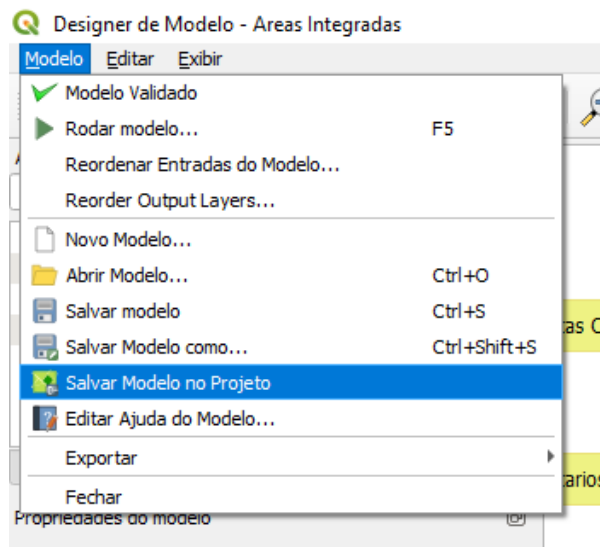 Designer de Modelo - Areas Integradas
Modelo Editar Exibir
Modelo Validado
Rodar modelo... F5
Reordenar Entradas do Modelo...
Reorder Output Layers...
Novo Modelo...
Abrir Modelo... Ctrl+O
Salvar modelo Ctrl+S
Salvar Modelo como... Ctrl+Shift+S
Salvar Modelo no Projeto
Editar Ajuda do Modelo...
Exportar
Fechar
Propriedades do modelo